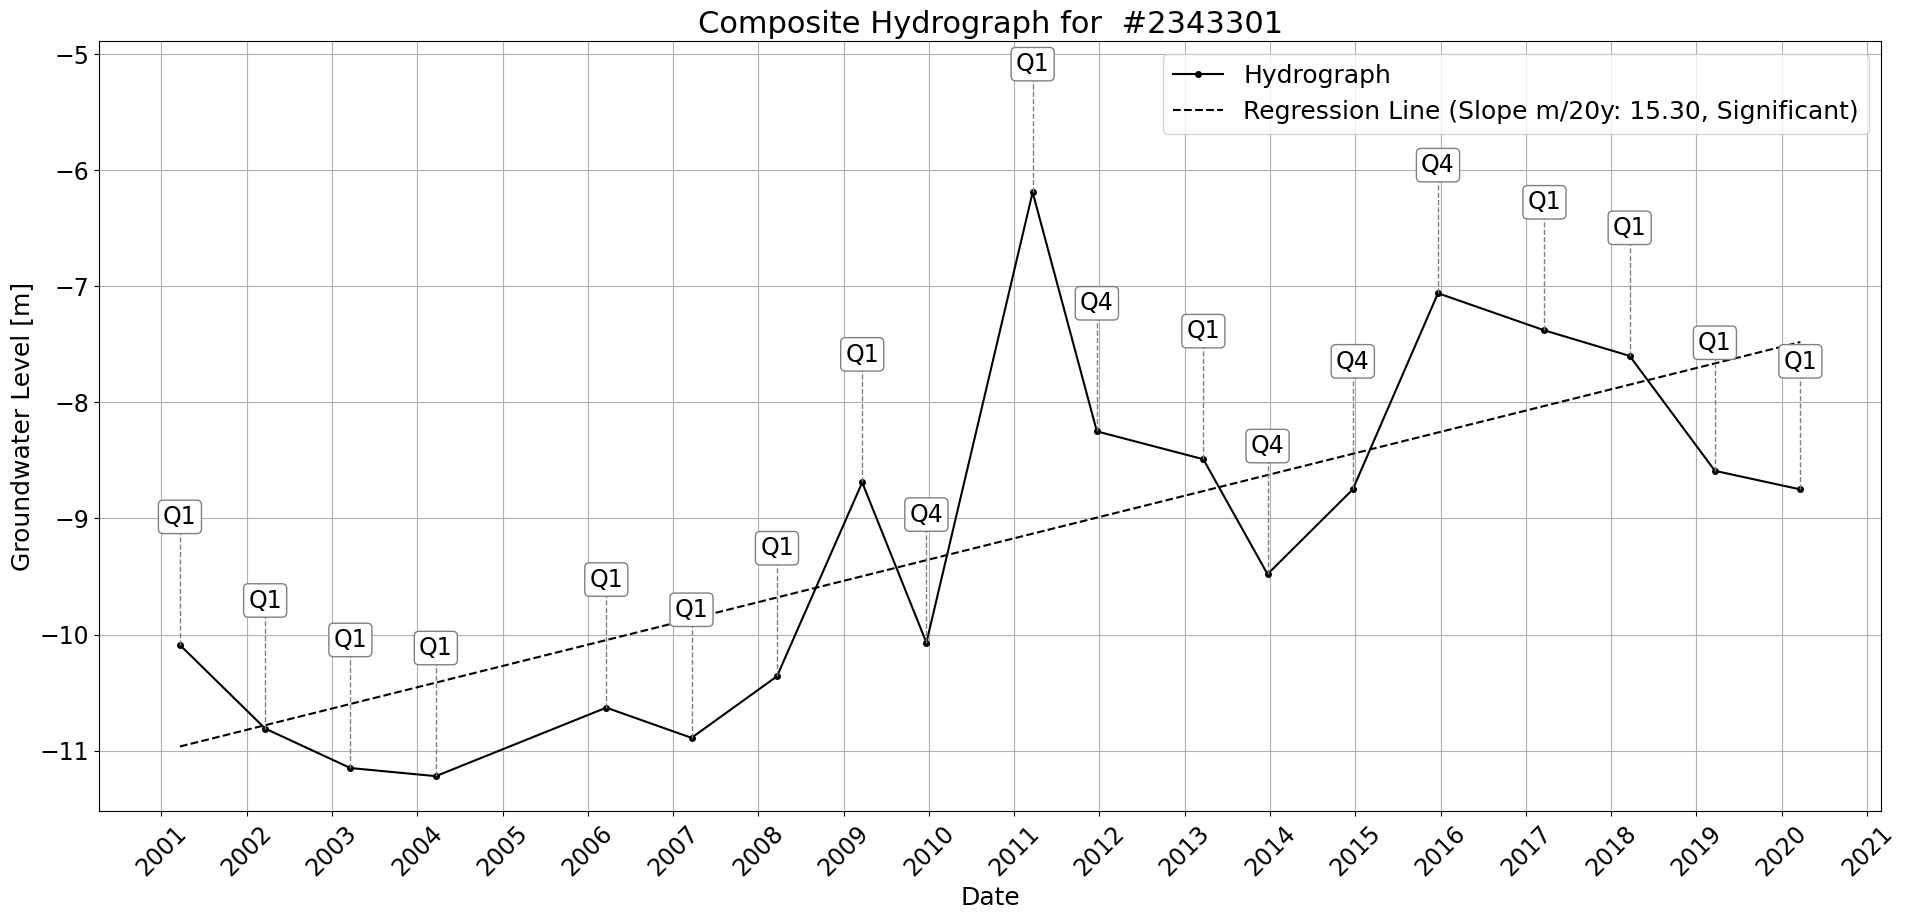 Composite Hydrograph for #2343301
Hydrograph
Regression Line (Slope m/20y: 15.30, Significant)
Groundwater Level [m]
−5
−6
−7
−8
−9
−10
−11
Q1
Q1
Q1
Q1
Q1
Q1
Q1
Q1
Q4
Q1
Q4
Q1
Q4
Q4
Q4
Q1
Q1
Q1
Q1
2001
2002
2003
2004
2005
2006
2007
2008
2009
2010
2011
2012
2013
2014
2015
2016
2017
2018
2019
2020
2021
Date